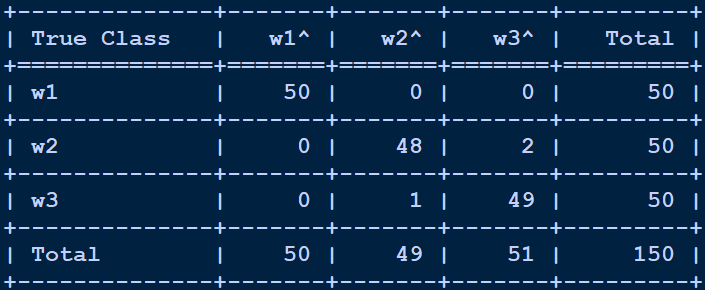 +--------------+-------+-------+-------+---------+
| True Class   |   w1^ |   w2^ |   w3^ |   Total |
+==============+=======+=======+=======+=========+
| w1           |    50 |     0 |     0 |      50 |
+--------------+-------+-------+-------+---------+
| w2           |     0 |    48 |     2 |      50 |
+--------------+-------+-------+-------+---------+
| w3           |     0 |     1 |    49 |      50 |
+--------------+-------+-------+-------+---------+
| Total        |    50 |    49 |    51 |     150 |
+--------------+-------+-------+-------+---------+